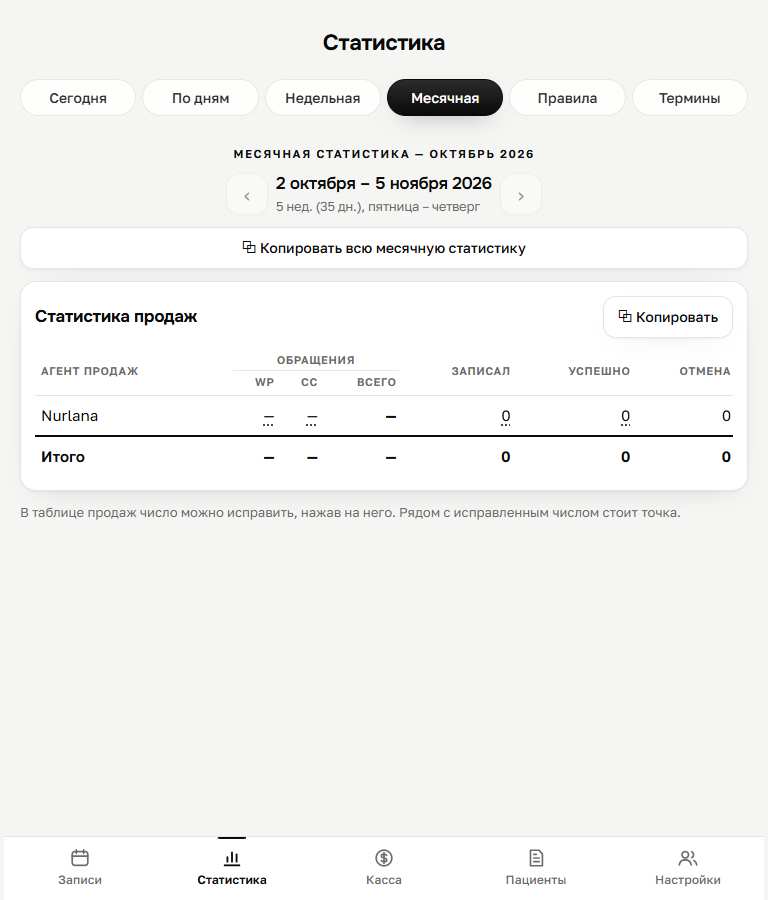 Статистика
Сегодня По дням Недельная Месячная Правила Термины
МЕСЯЧНАЯ СТАТИСТИКА — ОКТЯБРЬ 2026
‹ 2 октября – 5 ноября 2026 ›
5 нед. (35 дн.), пятница – четверг
Копировать всю месячную статистику
Статистика продаж Копировать
АГЕНТ ПРОДАЖ ОБРАЩЕНИЯ ЗАПИСАЛ УСПЕШНО ОТМЕНА
WP CC ВСЕГО
Nurlana — — — 0 0 0
Итого — — — 0 0 0
В таблице продаж число можно исправить, нажав на него. Рядом с исправленным числом стоит точка.
Записи Статистика Касса Пациенты Настройки